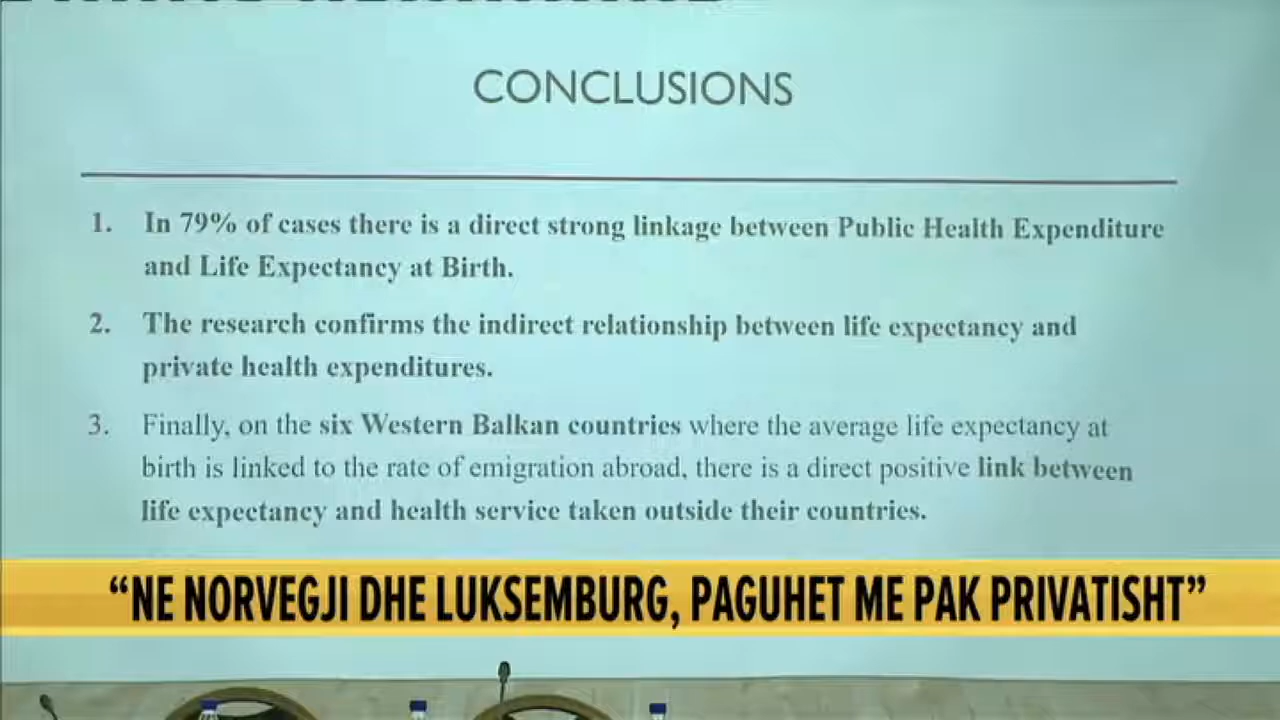 CONCLUSIONS
1. In 79% of cases there is a direct strong linkage between Public Health Expenditure
and Life Expectancy at Birth.
2. The research confirms the indirect relationship between life expectancy and
private health expenditures.
3. Finally, on the six Western Balkan countries where the average life expectancy at
birth is linked to the rate of emigration abroad, there is a direct positive link between
life expectancy and health service taken outside their countries.
“NE NORVEGJI DHE LUKSEMBURG, PAGUHET ME PAK PRIVATISHT”